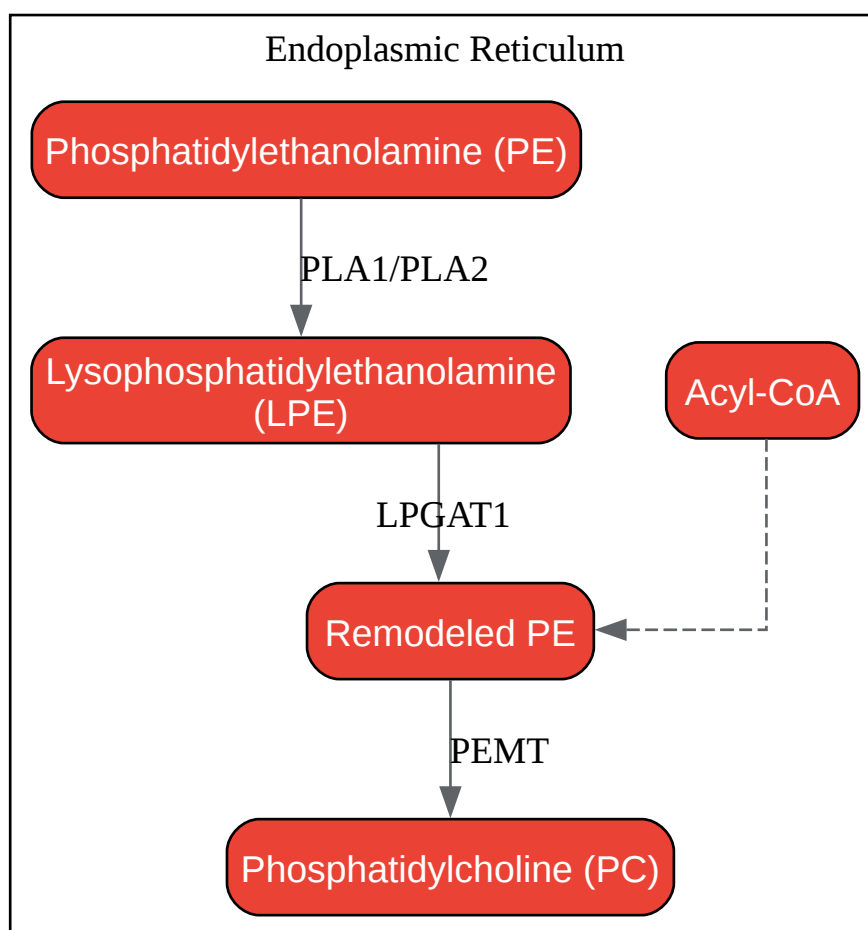 Endoplasmic Reticulum
Phosphatidylethanolamine (PE)
PLA1/PLA2
Lysophosphatidylethanolamine
(LPE)
Acyl-CoA
LPGAT1
Remodeled PE
PEMT
Phosphatidylcholine (PC)